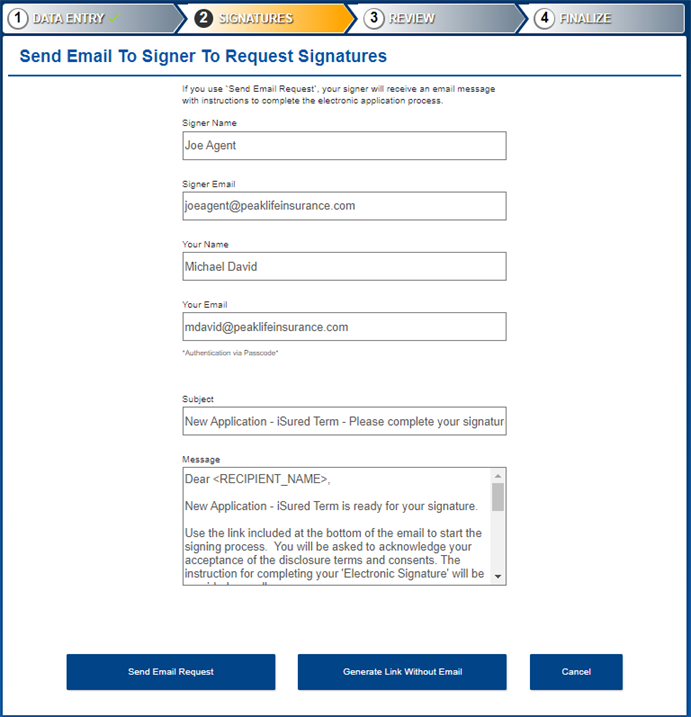 1 DATA ENTRY ✓ 2 SIGNATURES 3 REVIEW 4 FINALIZE
Send Email To Signer To Request Signatures
If you use 'Send Email Request', your signer will receive an email message
with instructions to complete the electronic application process.
Signer Name
Joe Agent
Signer Email
joeagent@peaklifeinsurance.com
Your Name
Michael David
Your Email
mdavid@peaklifeinsurance.com
*Authentication via Passcode*
Subject
New Application - iSured Term - Please complete your signatur
Message
Dear <RECIPIENT_NAME>,
New Application - iSured Term is ready for your signature.
Use the link included at the bottom of the email to start the
signing process. You will be asked to acknowledge your
acceptance of the disclosure terms and consents. The
instruction for completing your 'Electronic Signature' will be
Send Email Request Generate Link Without Email Cancel